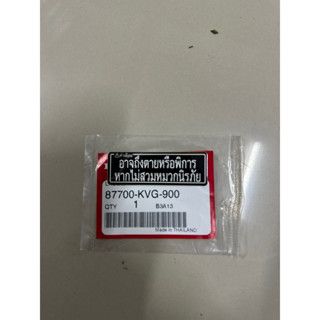 อาจถึงตายหรือพิการ
หากไม่สวมหมวกนิรภัย
87700-KVG-900
QTY 1 B3A13
Made in THAILAND